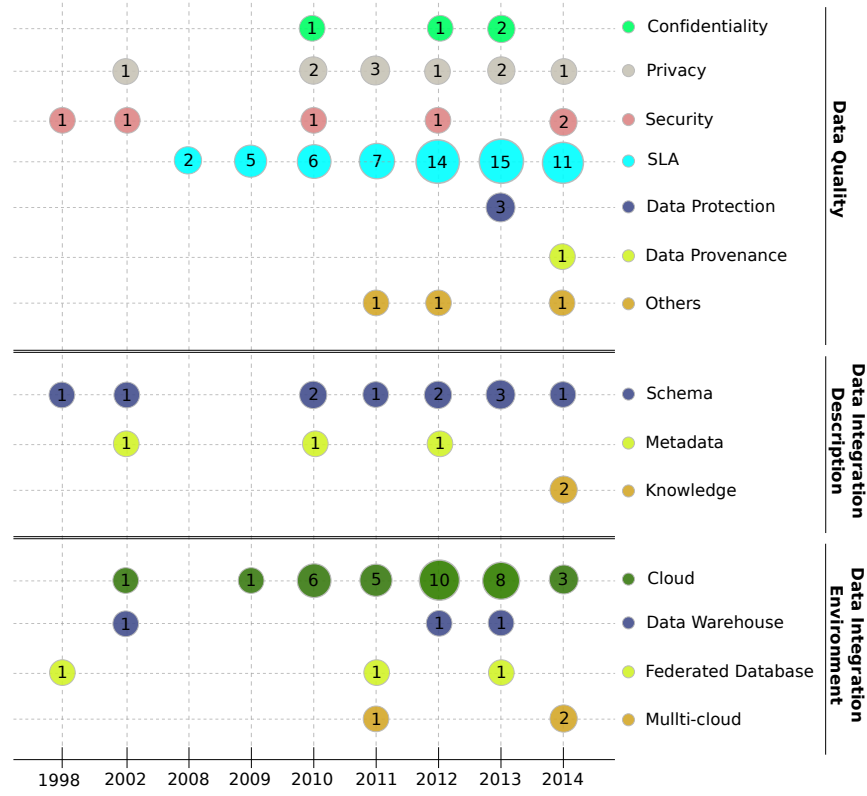 1 1 2 Confidentiality
1 2 3 1 2 1 Privacy
1 1 1 1 2 Security
2 5 6 7 14 15 11 SLA
3 Data Protection
1 Data Provenance
1 1 1 Others
Data Quality
1 1 2 1 2 3 1 Schema
1 1 1 Metadata
2 Knowledge
Data Integration
Description
1 1 6 5 10 8 3 Cloud
1 1 1 Data Warehouse
1 1 1 Federated Database
1 2 Mullti-cloud
Data Integration
Environment
1998 2002 2008 2009 2010 2011 2012 2013 2014